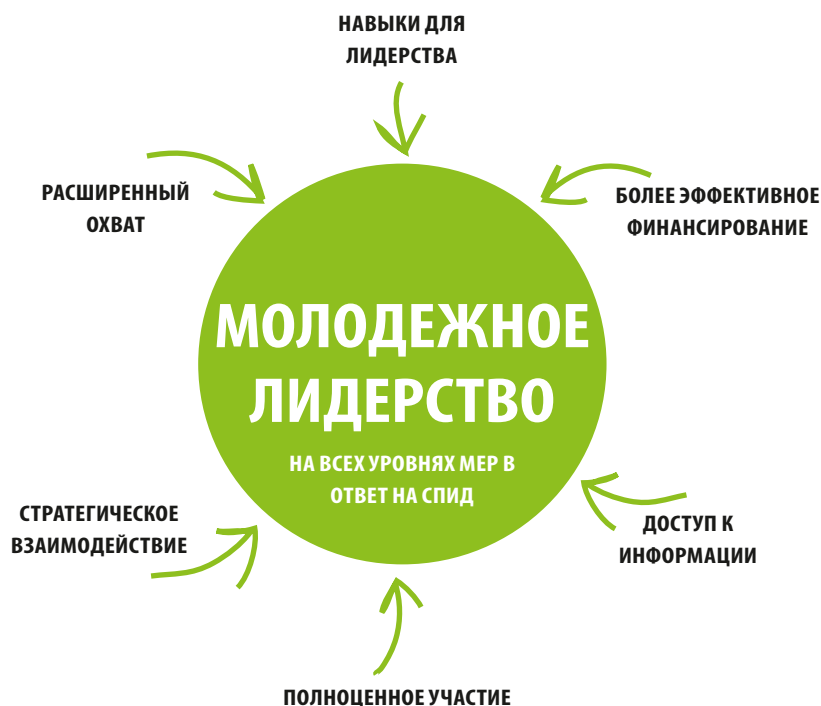 НАВЫКИ ДЛЯ
ЛИДЕРСТВА
РАСШИРЕННЫЙ
ОХВАТ
БОЛЕЕ ЭФФЕКТИВНОЕ
ФИНАНСИРОВАНИЕ
МОЛОДЕЖНОЕ
ЛИДЕРСТВО
НА ВСЕХ УРОВНЯХ МЕР В
ОТВЕТ НА СПИД
СТРАТЕГИЧЕСКОЕ
ВЗАИМОДЕЙСТВИЕ
ДОСТУП К
ИНФОРМАЦИИ
ПОЛНОЦЕННОЕ УЧАСТИЕ